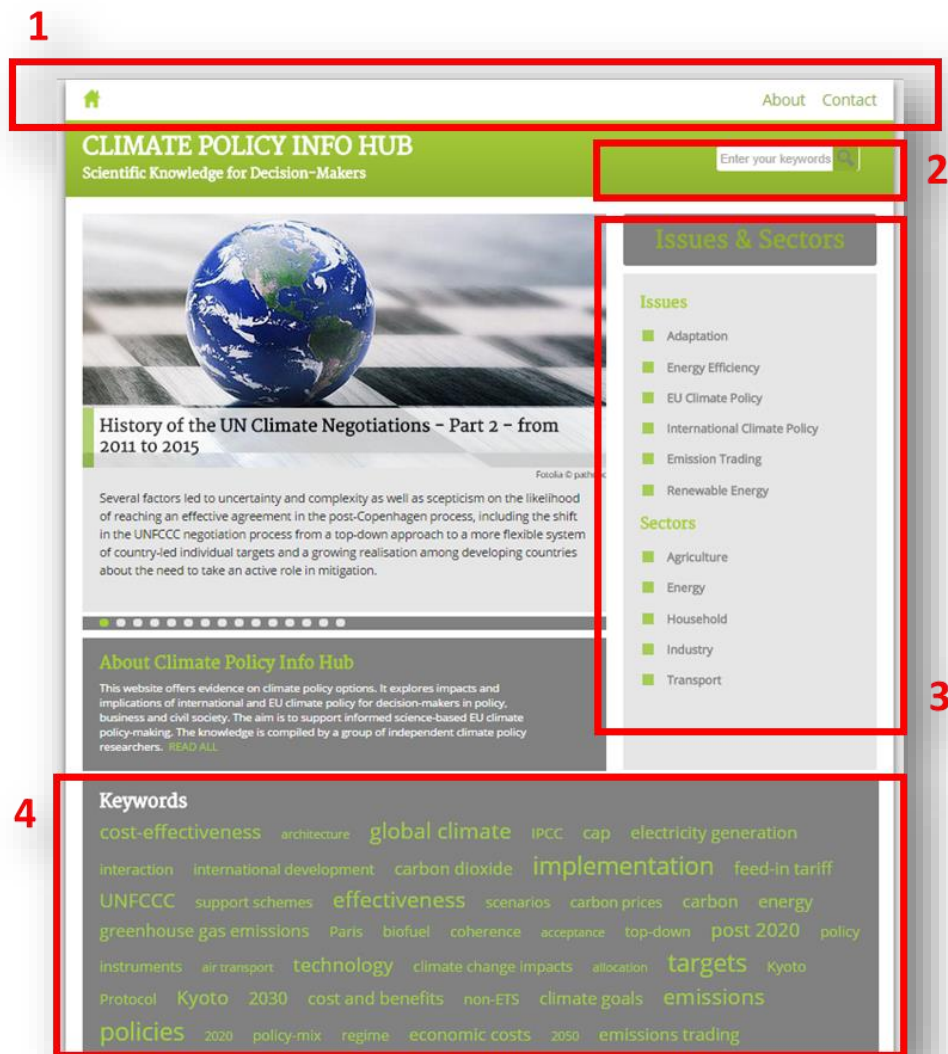 1
About Contact
CLIMATE POLICY INFO HUB
Scientific Knowledge for Decision-Makers
Enter your keywords
2
Issues & Sectors
Issues
Adaptation
Energy Efficiency
EU Climate Policy
International Climate Policy
Emission Trading
Renewable Energy
Sectors
Agriculture
Energy
Household
Industry
Transport
3
History of the UN Climate Negotiations - Part 2 - from
2011 to 2015
Fotolia ©
Several factors led to uncertainty and complexity as well as scepticism on the likelihood
of reaching an effective agreement in the post-Copenhagen process, including the shift
in the UNFCCC negotiation process from a top-down approach to a more flexible system
of country-led individual targets and a growing realisation among developing countries
about the need to take an active role in mitigation.
About Climate Policy Info Hub
This website offers evidence on climate policy options. It explores impacts and
implications of international and EU climate policy for decision-makers in policy,
business and civil society. The aim is to support informed science-based EU climate
policy-making. The knowledge is compiled by a group of independent climate policy
researchers. READ ALL
4
Keywords
cost-effectiveness architecture global climate IPCC cap electricity generation
interaction international development carbon dioxide implementation feed-in tariff
UNFCCC support schemes effectiveness scenarios carbon prices carbon energy
greenhouse gas emissions Paris biofuel coherence acceptance top-down post 2020 policy
instruments air transport technology climate change impacts allocation targets Kyoto
Protocol Kyoto 2030 cost and benefits non-ETS climate goals emissions
policies 2020 policy-mix regime economic costs 2050 emissions trading